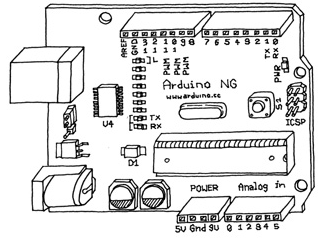 AREF
GND
13
12
11
10
9
8
7
6
5
4
3
2
1
0
L
PWM
PWM
PWM
TX
RX
PWR
Arduino NG
www.arduino.cc
S1
ICSP
U4
TX
RX
D1
POWER
Analog in
5V Gnd 9V 0 1 2 3 4 5